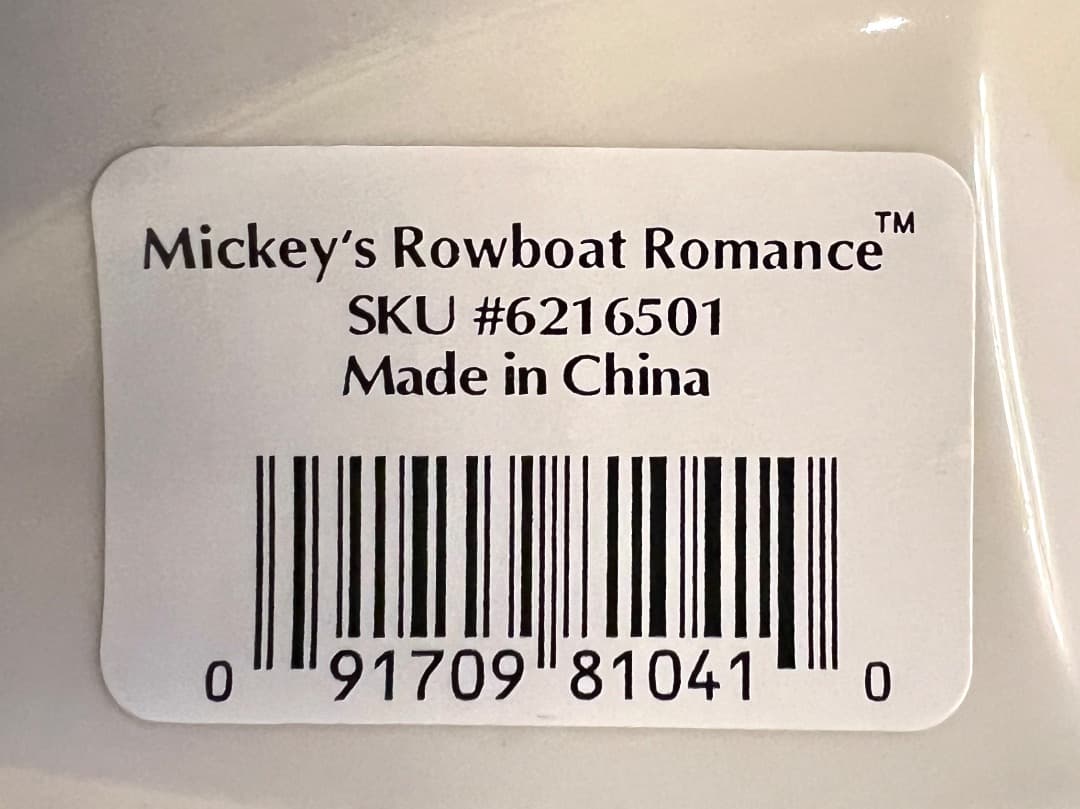 Mickey's Rowboat Romance™
SKU #6216501
Made in China
0 91709 81041 0